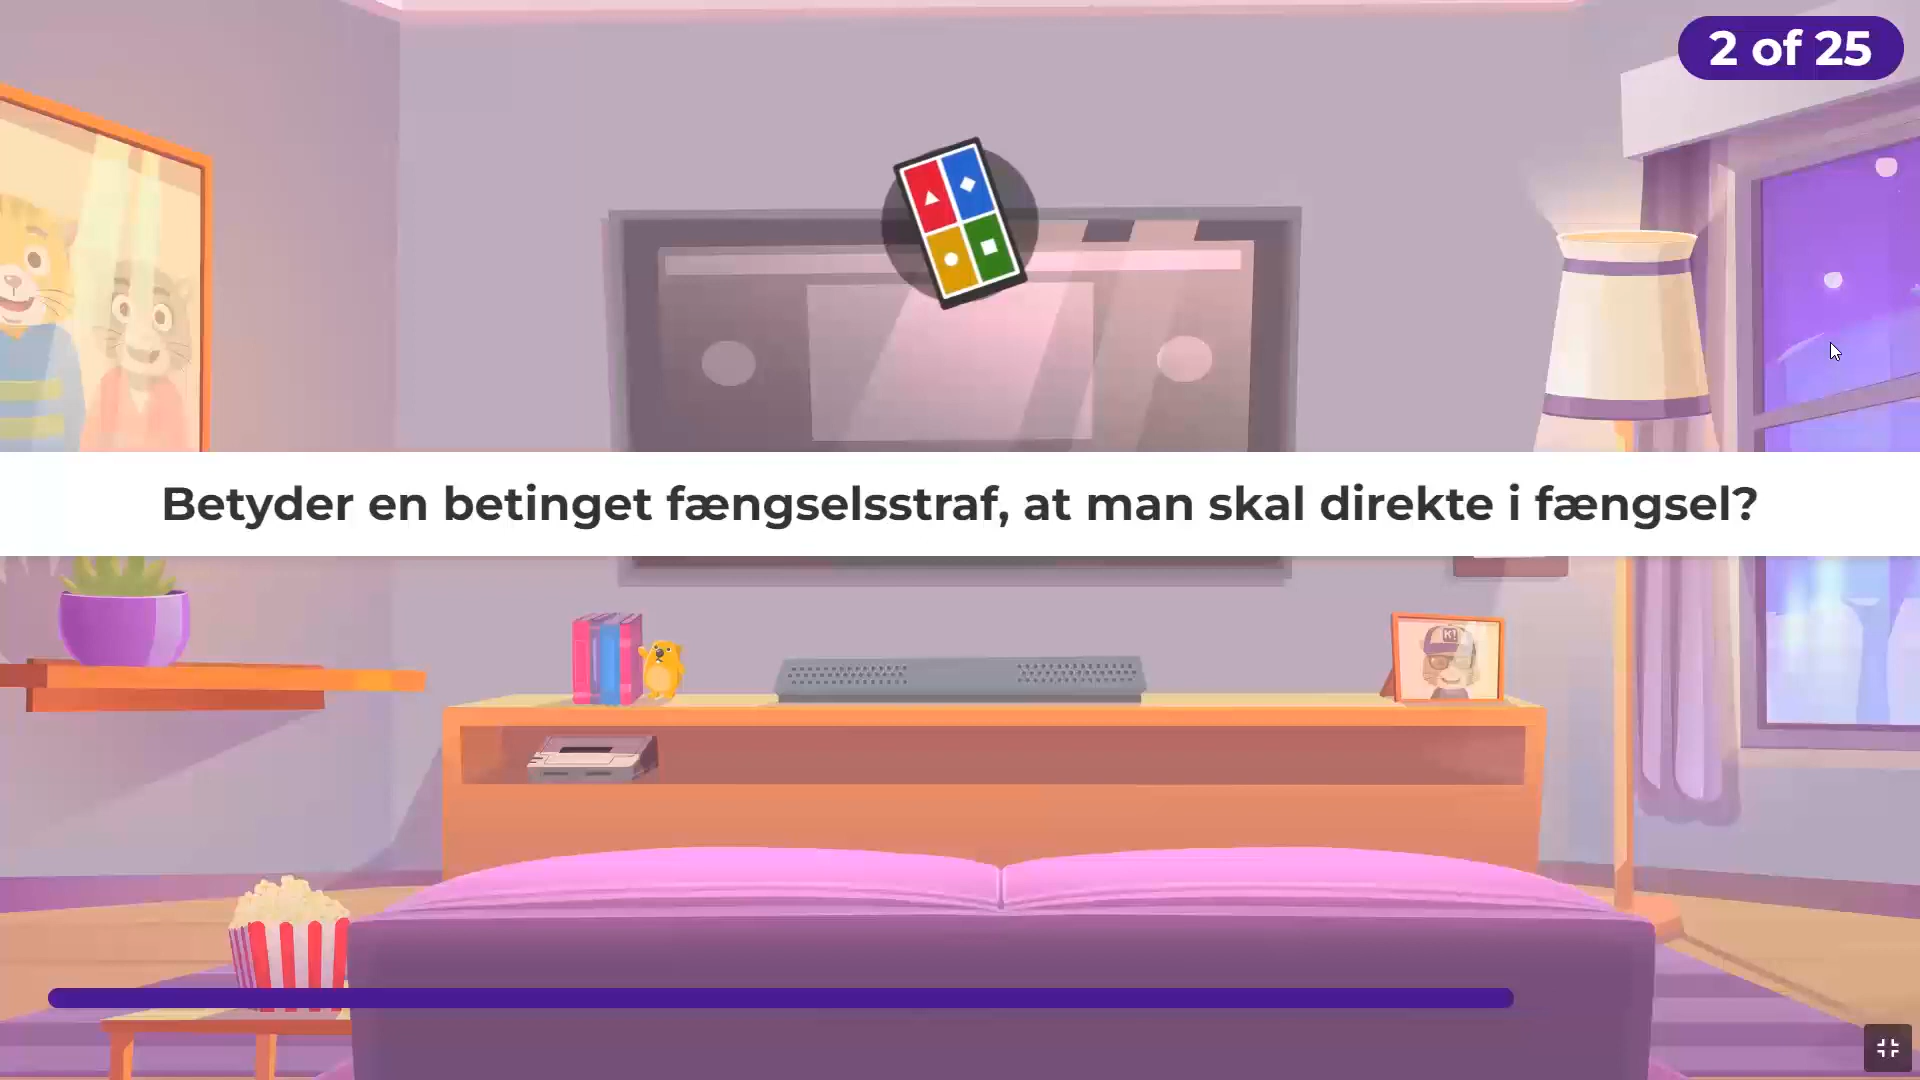 2 of 25
Betyder en betinget fængselsstraf, at man skal direkte i fængsel?
K!